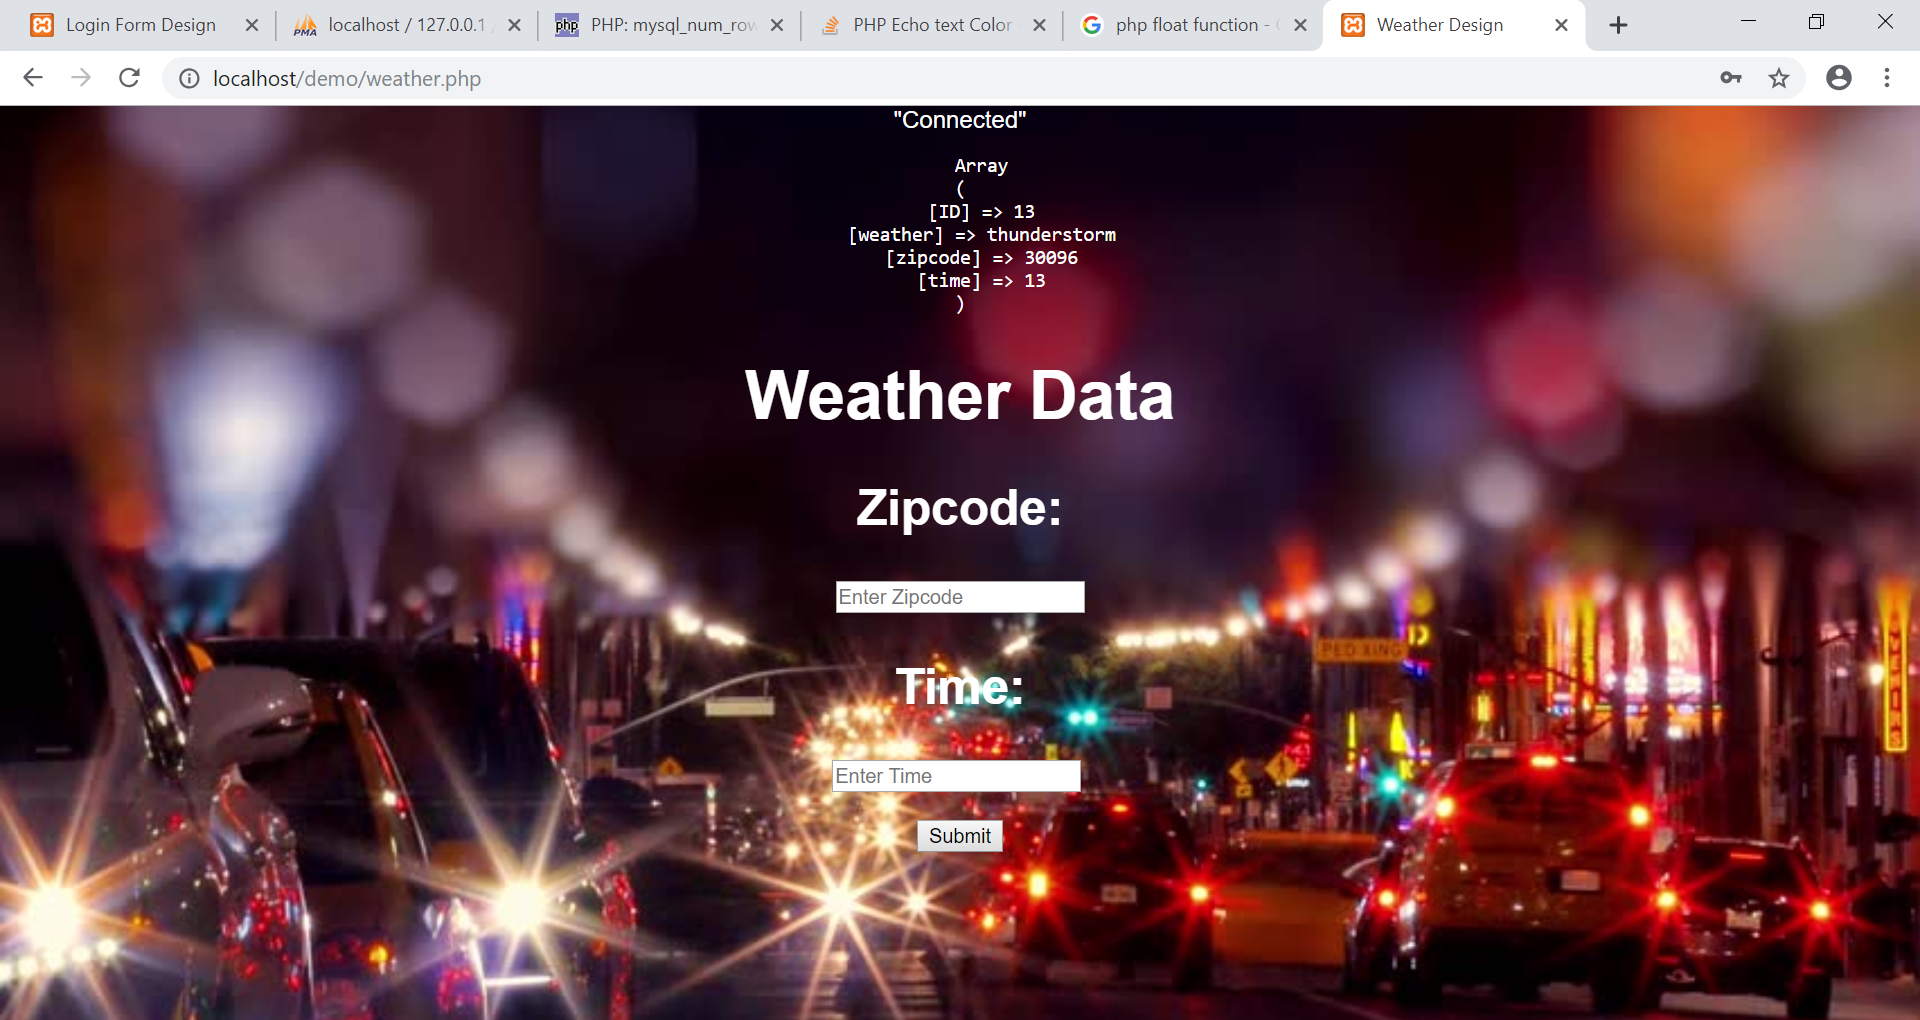 Login Form Design
localhost / 127.0.0.1
PHP: mysql_num_row
PHP Echo text Color
php float function -
Weather Design
localhost/demo/weather.php
"Connected"
Array
(
[ID] => 13
[weather] => thunderstorm
[zipcode] => 30096
[time] => 13
)
Weather Data
Zipcode:
Enter Zipcode
PED XING
Time:
Enter Time
Submit